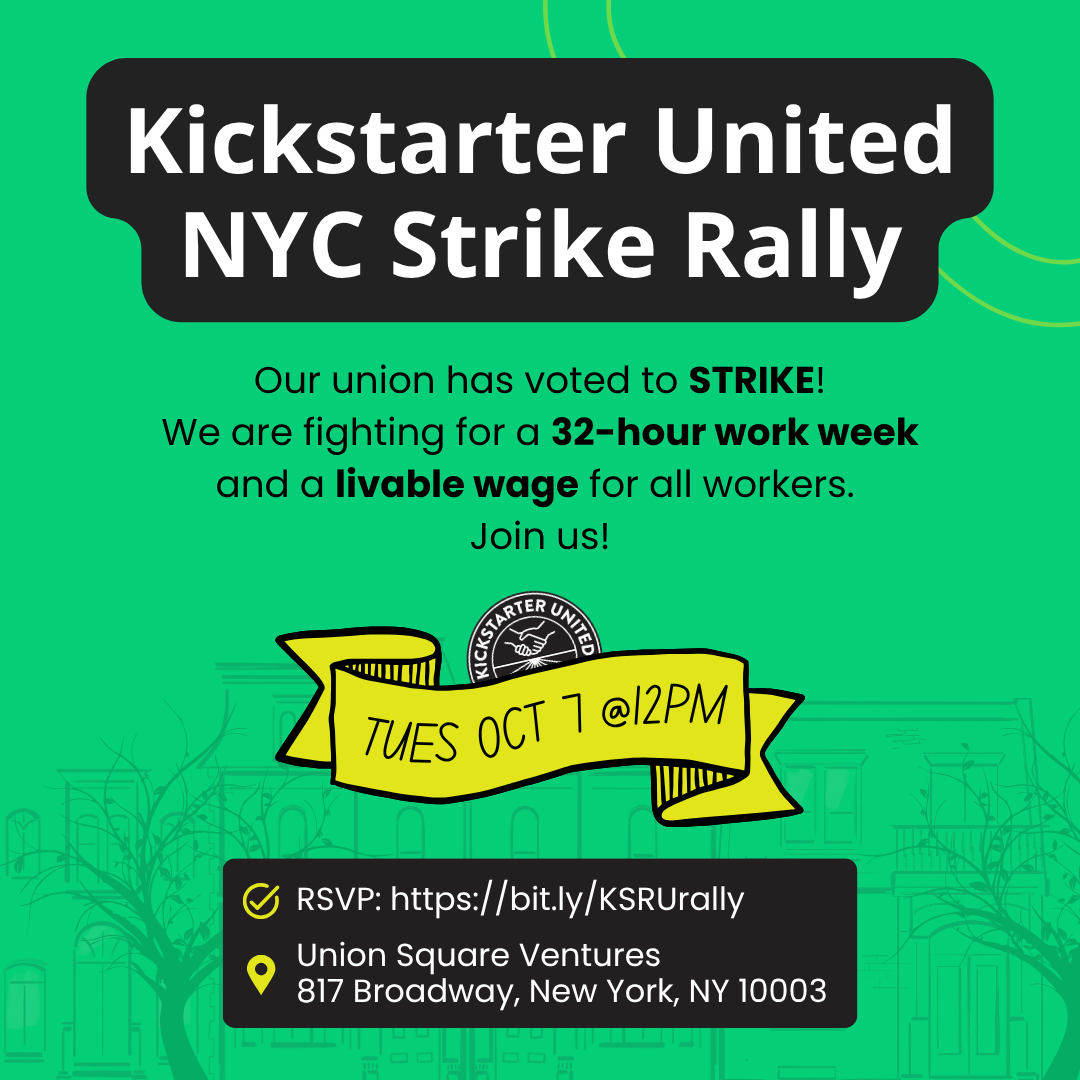 Kickstarter United
NYC Strike Rally
Our union has voted to STRIKE!
We are fighting for a 32-hour work week
and a livable wage for all workers.
Join us!
KICKSTARTER UNITED
TUES OCT 7 @12PM
RSVP: https://bit.ly/KSRUrally
Union Square Ventures
817 Broadway, New York, NY 10003